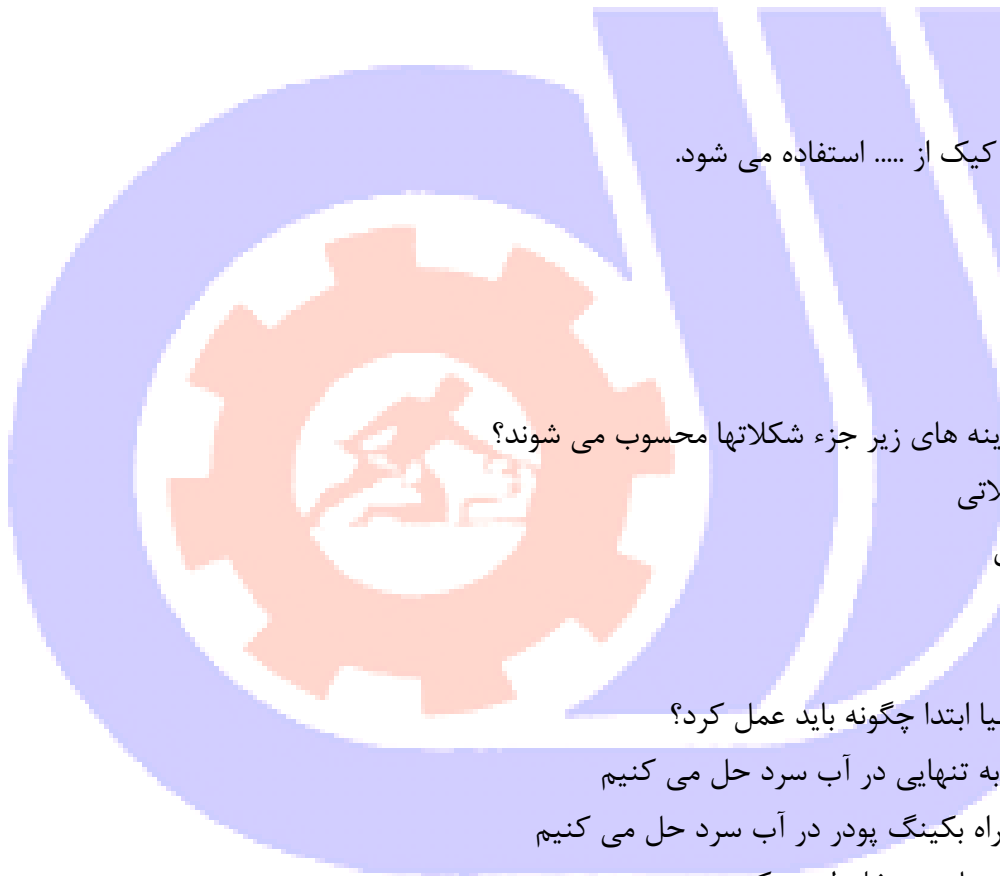 کیک از ..... استفاده می شود.
ینه های زیر جزء شکلاتها محسوب می شوند؟
لاتی
یا ابتدا چگونه باید عمل کرد؟
به تنهایی در آب سرد حل می کنیم
راه بکینگ پودر در آب سرد حل می کنیم